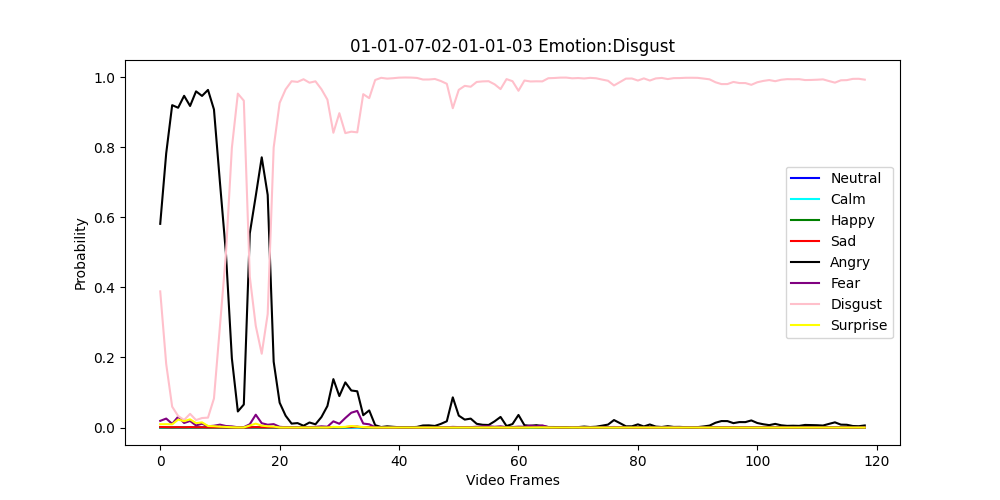 01-01-07-02-01-01-03 Emotion:Disgust
1.0
0.8
0.6
0.4
0.2
0.0
Probability
0 20 40 60 80 100 120
Video Frames
Neutral
Calm
Happy
Sad
Angry
Fear
Disgust
Surprise